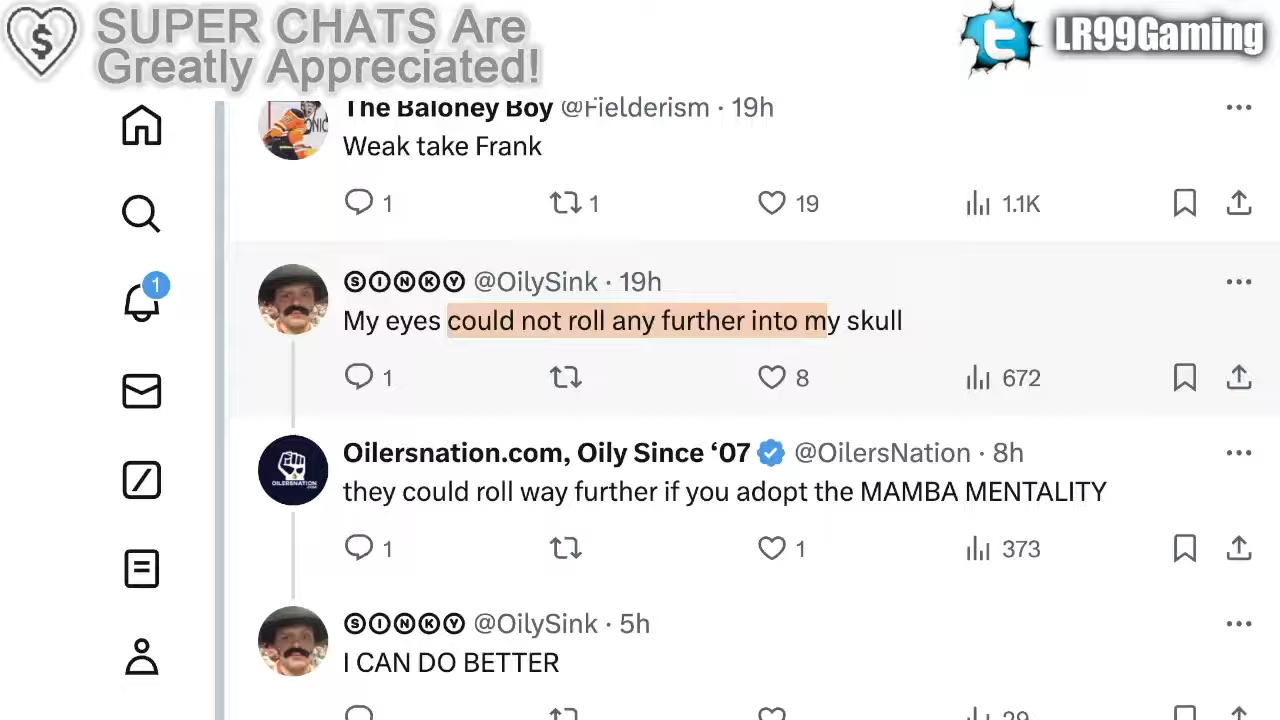 SUPER CHATS Are
Greatly Appreciated!
LR99Gaming
The Baloney Boy @Fielderism · 19h
Weak take Frank
1 1 19 1.1K
ⓈⒾⓃⓀⓎ @OilySink · 19h
My eyes could not roll any further into my skull
1 8 672
1
Oilersnation.com, Oily Since ‘07 @OilersNation · 8h
they could roll way further if you adopt the MAMBA MENTALITY
OILERSNATION
1 1 373
ⓈⒾⓃⓀⓎ @OilySink · 5h
I CAN DO BETTER
29